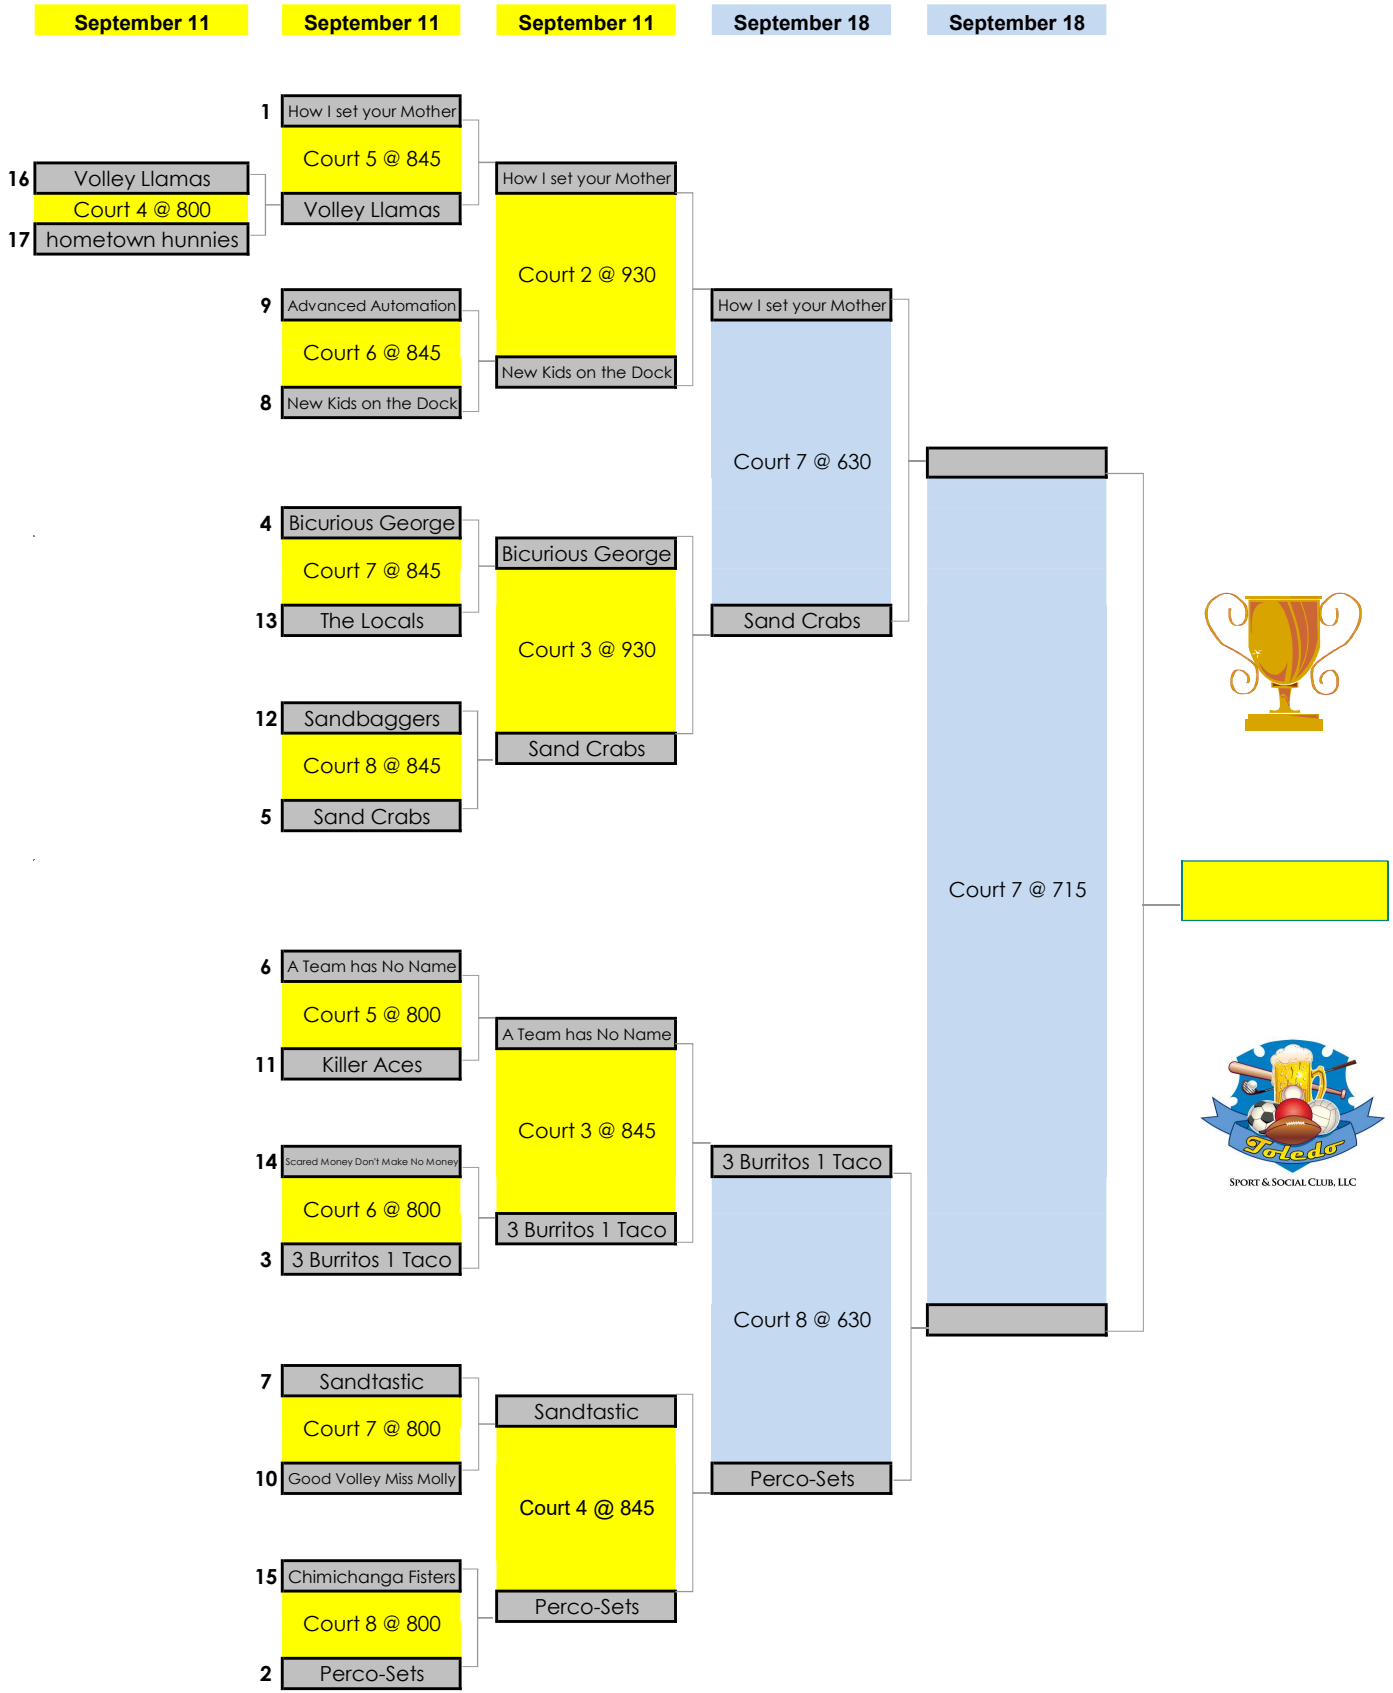 September 11
September 11
September 11
September 18
September 18
1
How I set your Mother
Court 5 @ 845
16
Volley Llamas
How I set your Mother
Court 4 @ 800
Volley Llamas
17
hometown hunnies
Court 2 @ 930
9
Advanced Automation
How I set your Mother
Court 6 @ 845
New Kids on the Dock
8
New Kids on the Dock
Court 7 @ 630
4
Bicurious George
Bicurious George
Court 7 @ 845
13
The Locals
Sand Crabs
Court 3 @ 930
12
Sandbaggers
Sand Crabs
Court 8 @ 845
5
Sand Crabs
Court 7 @ 715
6
A Team has No Name
Court 5 @ 800
A Team has No Name
11
Killer Aces
Court 3 @ 845
Toledo
14
Scared Money Don't Make No Money
3 Burritos 1 Taco
SPORT & SOCIAL CLUB, LLC
Court 6 @ 800
3 Burritos 1 Taco
3
3 Burritos 1 Taco
Court 8 @ 630
7
Sandtastic
Sandtastic
Court 7 @ 800
10
Good Volley Miss Molly
Perco-Sets
Court 4 @ 845
15
Chimichanga Fisters
Perco-Sets
Court 8 @ 800
2
Perco-Sets